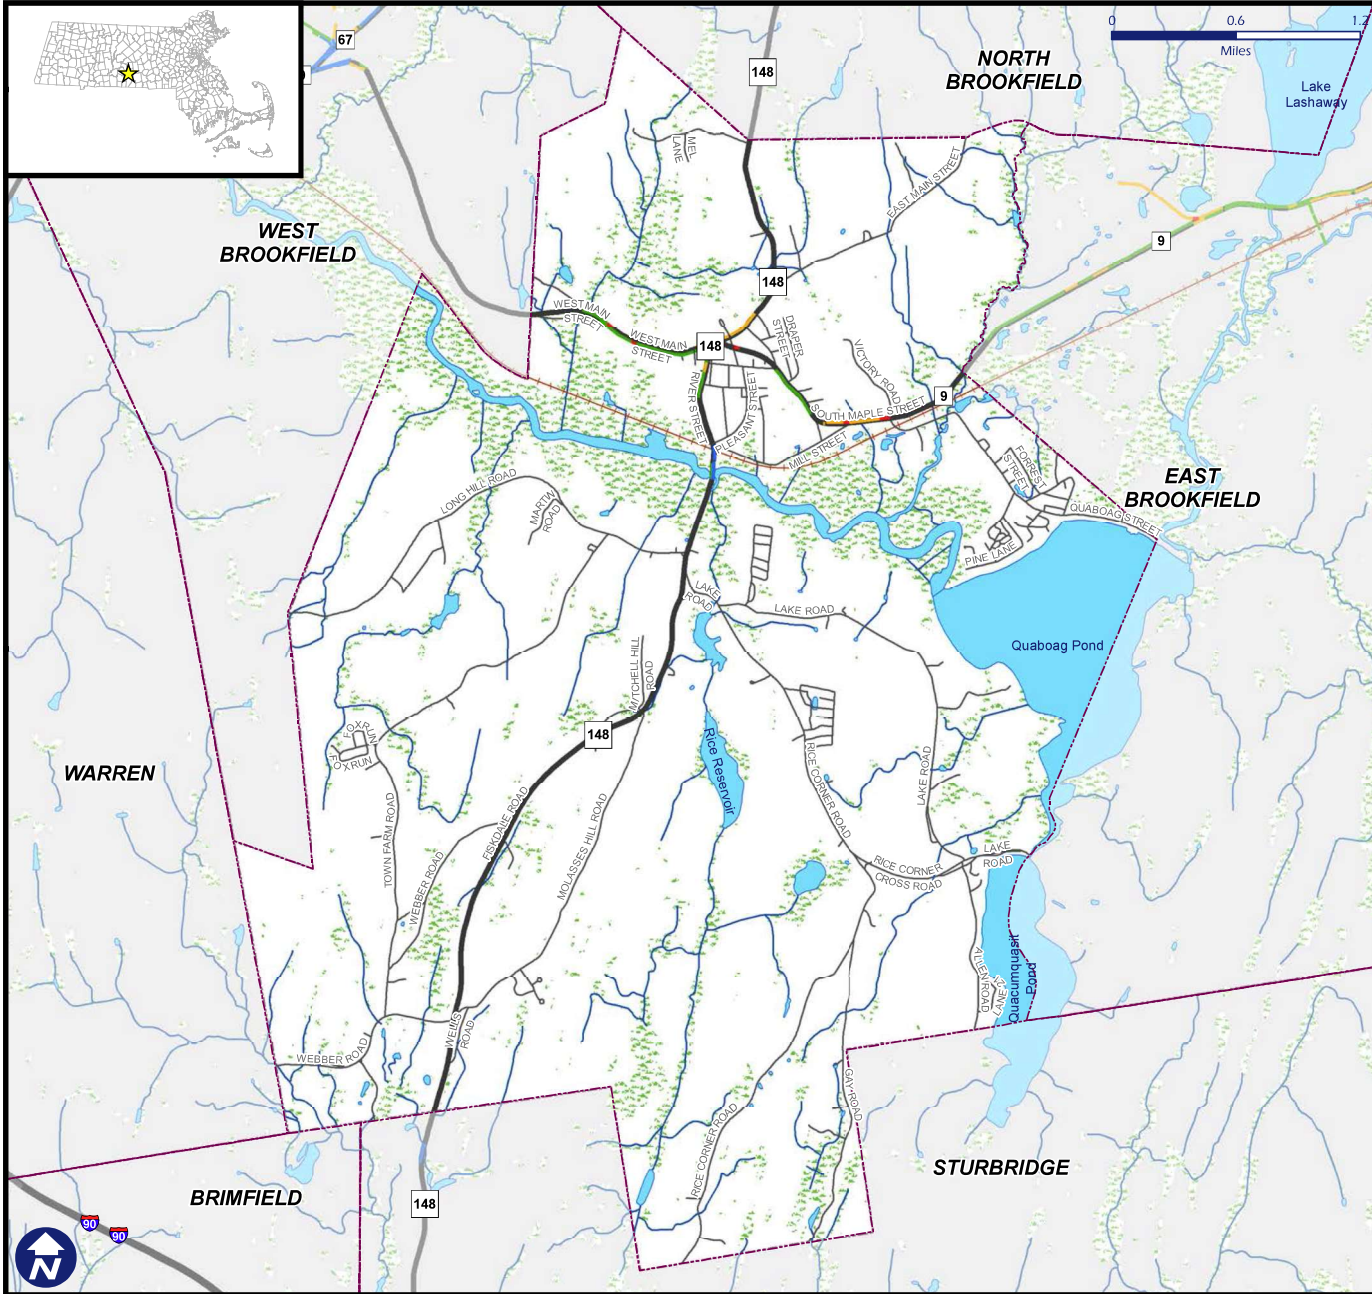 67
148
NORTH
BROOKFIELD
0
0.6
1.2
Miles
Lake
Lashaway
MEL
LANE
EAST MAIN STREET
WEST
BROOKFIELD
9
148
WEST MAIN
STREET
WEST MAIN
STREET
148
DRAPER
STREET
VICTORY ROAD
RIVER STREET
PLEASANT STREET
9
SOUTH MAPLE STREET
MILL STREET
FORREST
STREET
EAST
BROOKFIELD
LONG HILL ROAD
MARTIN
ROAD
QUABOAG STREET
PINE LANE
LAKE
ROAD
LAKE ROAD
Quaboag Pond
MITCHELL HILL
ROAD
148
FOXRUN
FOXRUN
Rice Reservoir
RICE CORNER ROAD
LAKE ROAD
WARREN
TOWN FARM ROAD
WEBBER ROAD
FISKDALE ROAD
MOLASSES HILL ROAD
LAKE
ROAD
RICE CORNER
CROSS ROAD
Quacumquasit
Pond
ALLEN ROAD
LANE
WELLS
ROAD
WEBBER ROAD
GAY ROAD
RICE CORNER ROAD
STURBRIDGE
BRIMFIELD
148
90
90
N